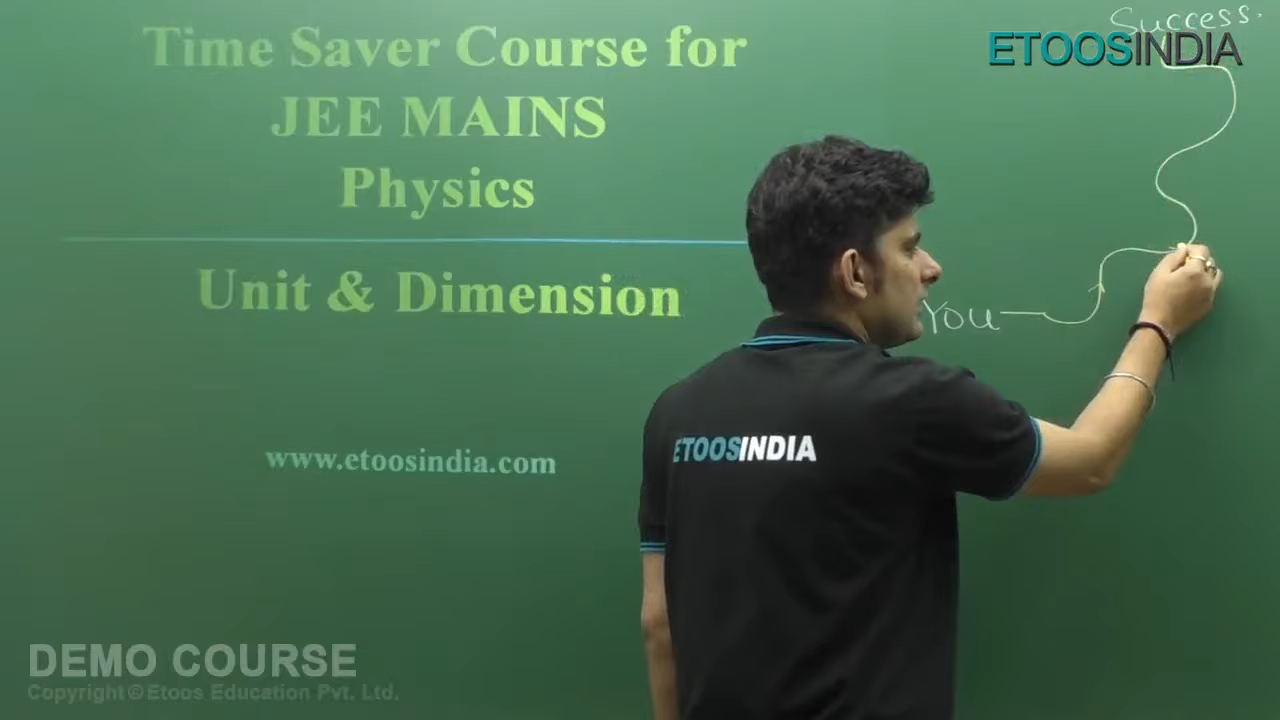 Success.
ETOOSINDIA
Time Saver Course for
JEE MAINS
Physics
Unit & Dimension
You
ETOOSINDIA
www.etoosindia.com
DEMO COURSE
Copyright © Etoos Education Pvt. Ltd.